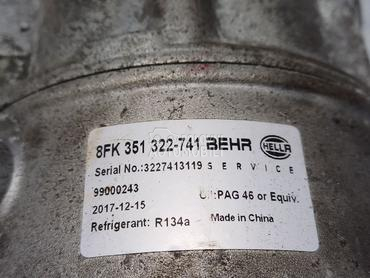 8FK 351 322-741 BEHR HELLA
Serial No.:3227413119 SERVICE
99000243 PAG 46 or Equiv.
2017-12-15
Refrigerant: R134a Made in China